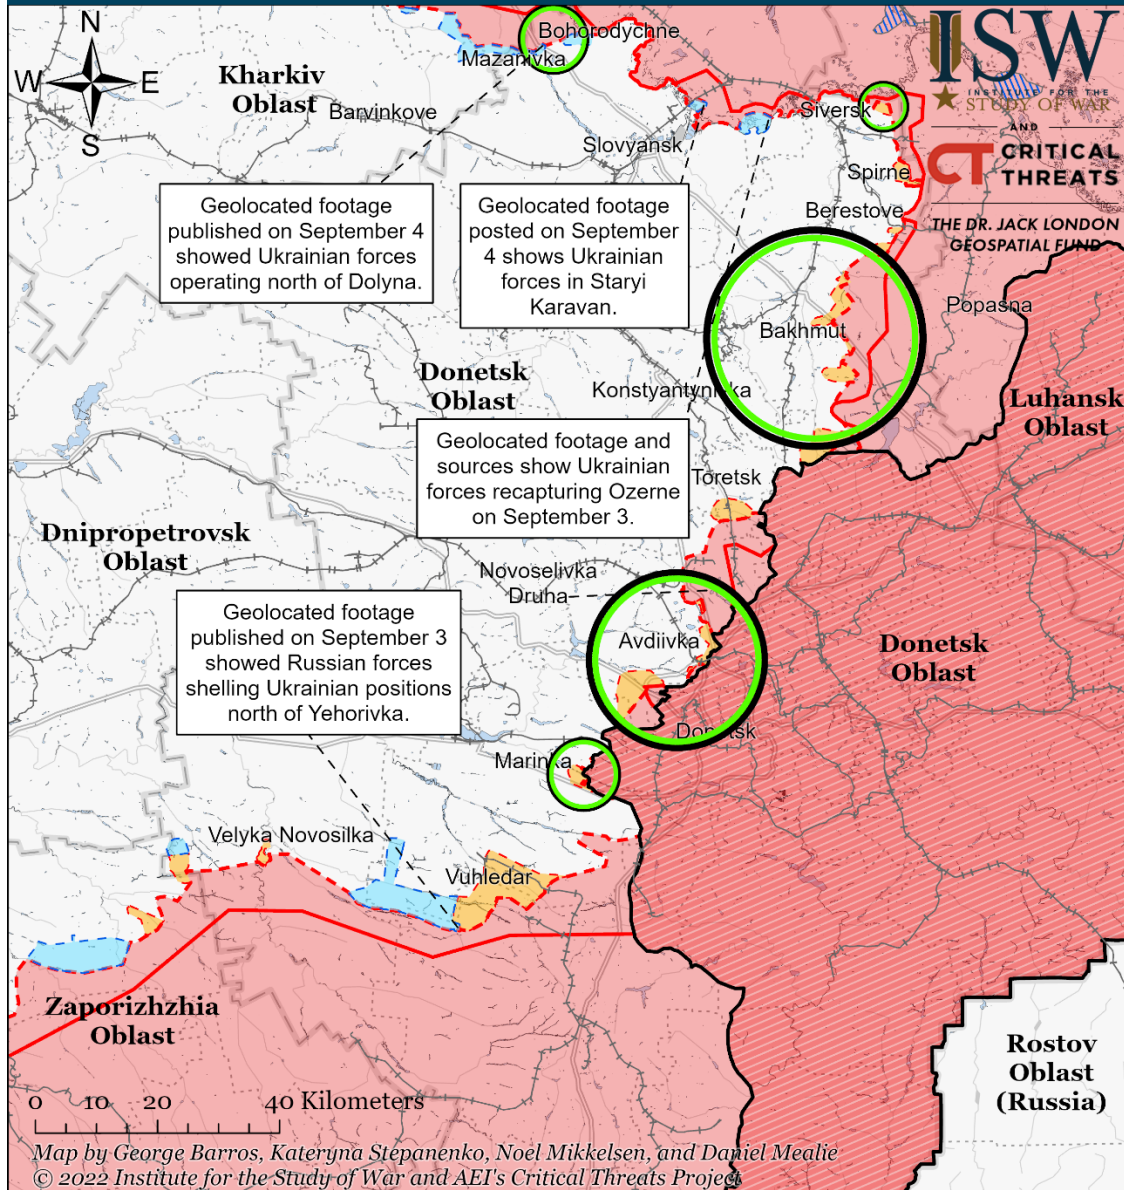 N
W
E
S
Kharkiv
Oblast
Barvinkove
Bohorodychne
Mazanivka
Slovyansk
Siversk
Spirne
Berestove
ISW
INSTITUTE FOR THE
STUDY OF WAR
AND
CT CRITICAL
THREATS
THE DR. JACK LONDON
GEOSPATIAL FUND
Geolocated footage
published on September 4
showed Ukrainian forces
operating north of Dolyna.
Geolocated footage
posted on September
4 shows Ukrainian
forces in Staryi
Karavan.
Popasna
Bakhmut
Donetsk
Oblast
Konstyantynivka
Luhansk
Oblast
Geolocated footage and
sources show Ukrainian
forces recapturing Ozerne
on September 3.
Toretsk
Dnipropetrovsk
Oblast
Novoselivka
Druha
Geolocated footage
published on September 3
showed Russian forces
shelling Ukrainian positions
north of Yehorivka.
Avdiivka
Donetsk
Oblast
Donetsk
Marinka
Velyka Novosilka
Vuhledar
Zaporizhzhia
Oblast
Rostov
Oblast
(Russia)
0 10 20 40 Kilometers
Map by George Barros, Kateryna Stepanenko, Noel Mikkelsen, and Daniel Mealie
© 2022 Institute for the Study of War and AEI's Critical Threats Project